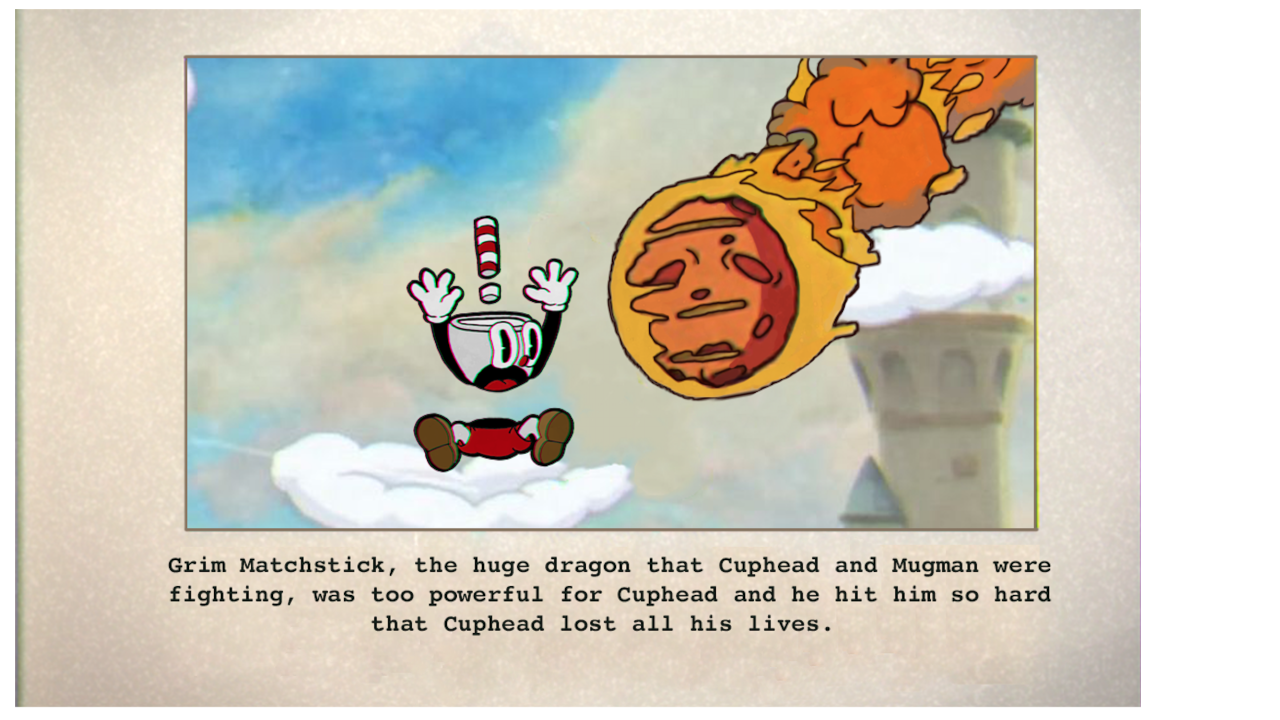 Grim Matchstick, the huge dragon that Cuphead and Mugman were
fighting, was too powerful for Cuphead and he hit him so hard
that Cuphead lost all his lives.